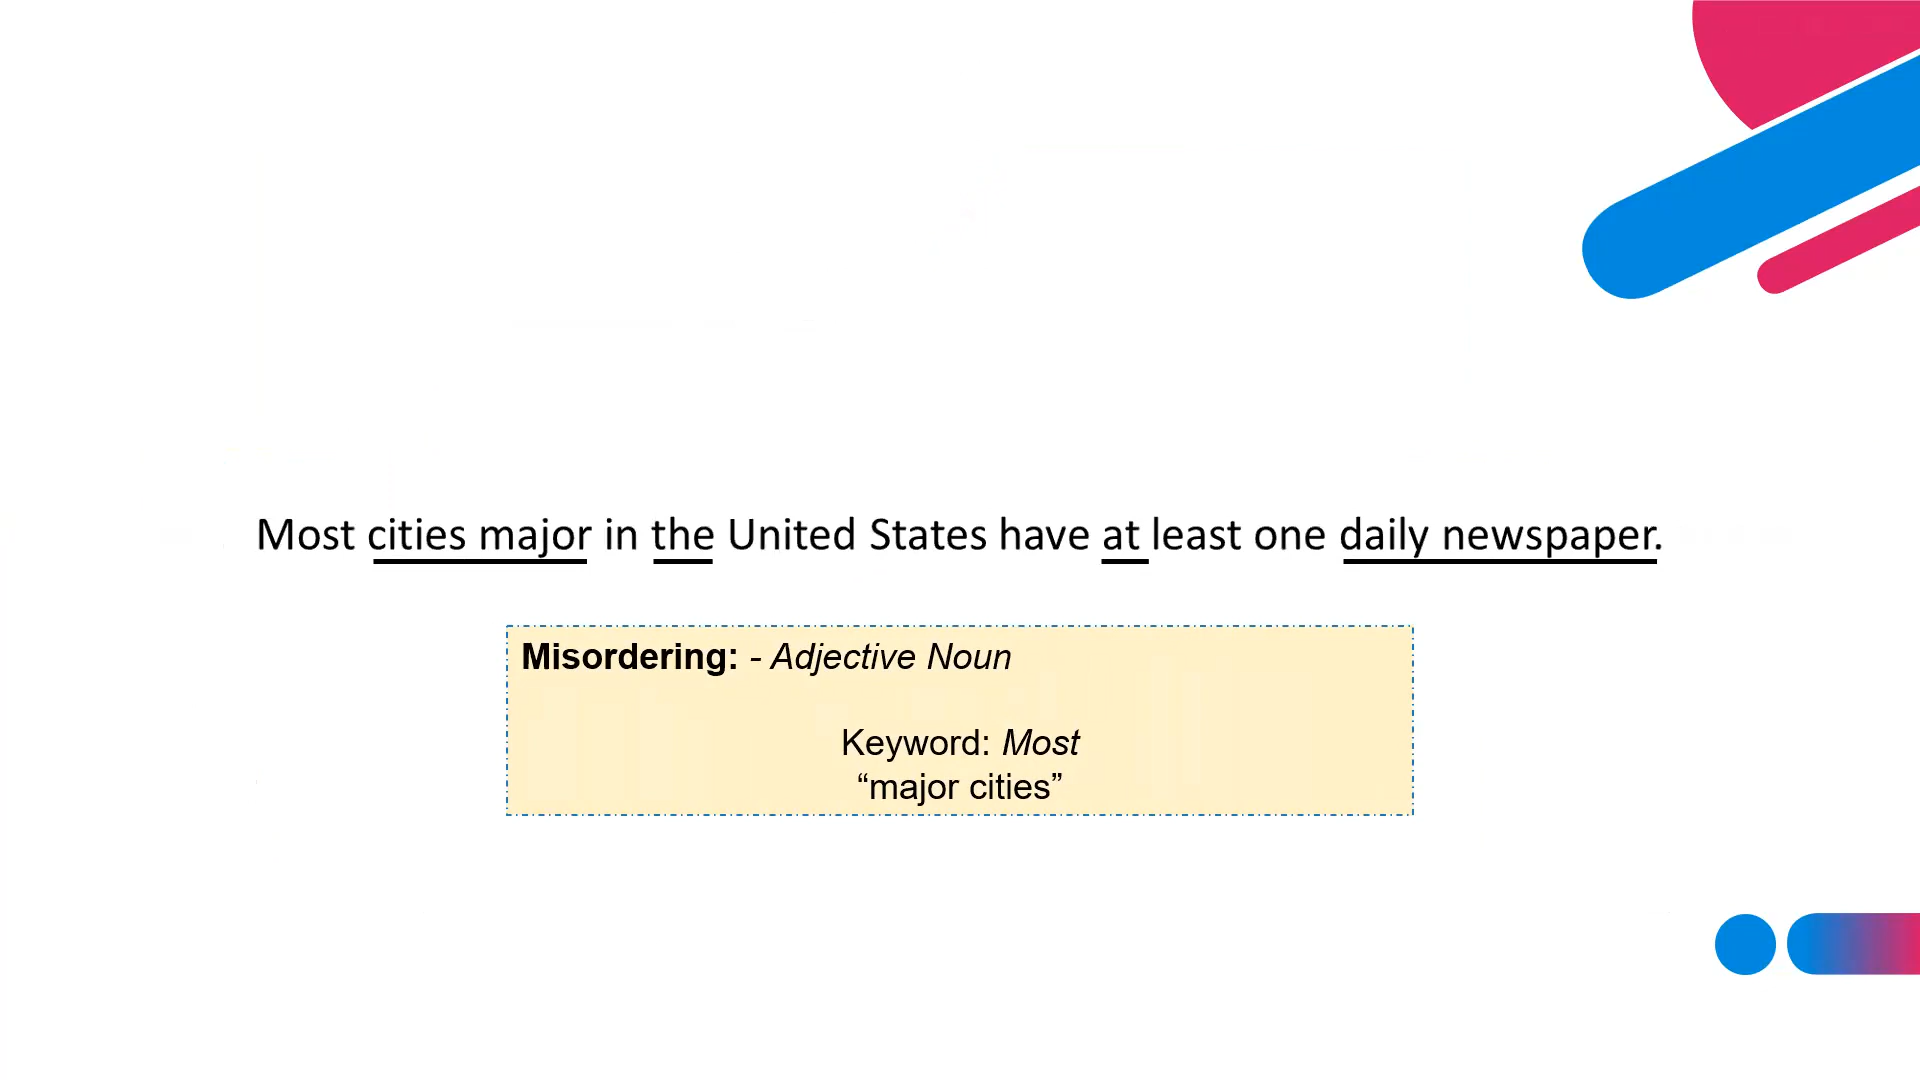 Most cities major in the United States have at least one daily newspaper.
Misordering: - Adjective Noun
Keyword: Most
“major cities”